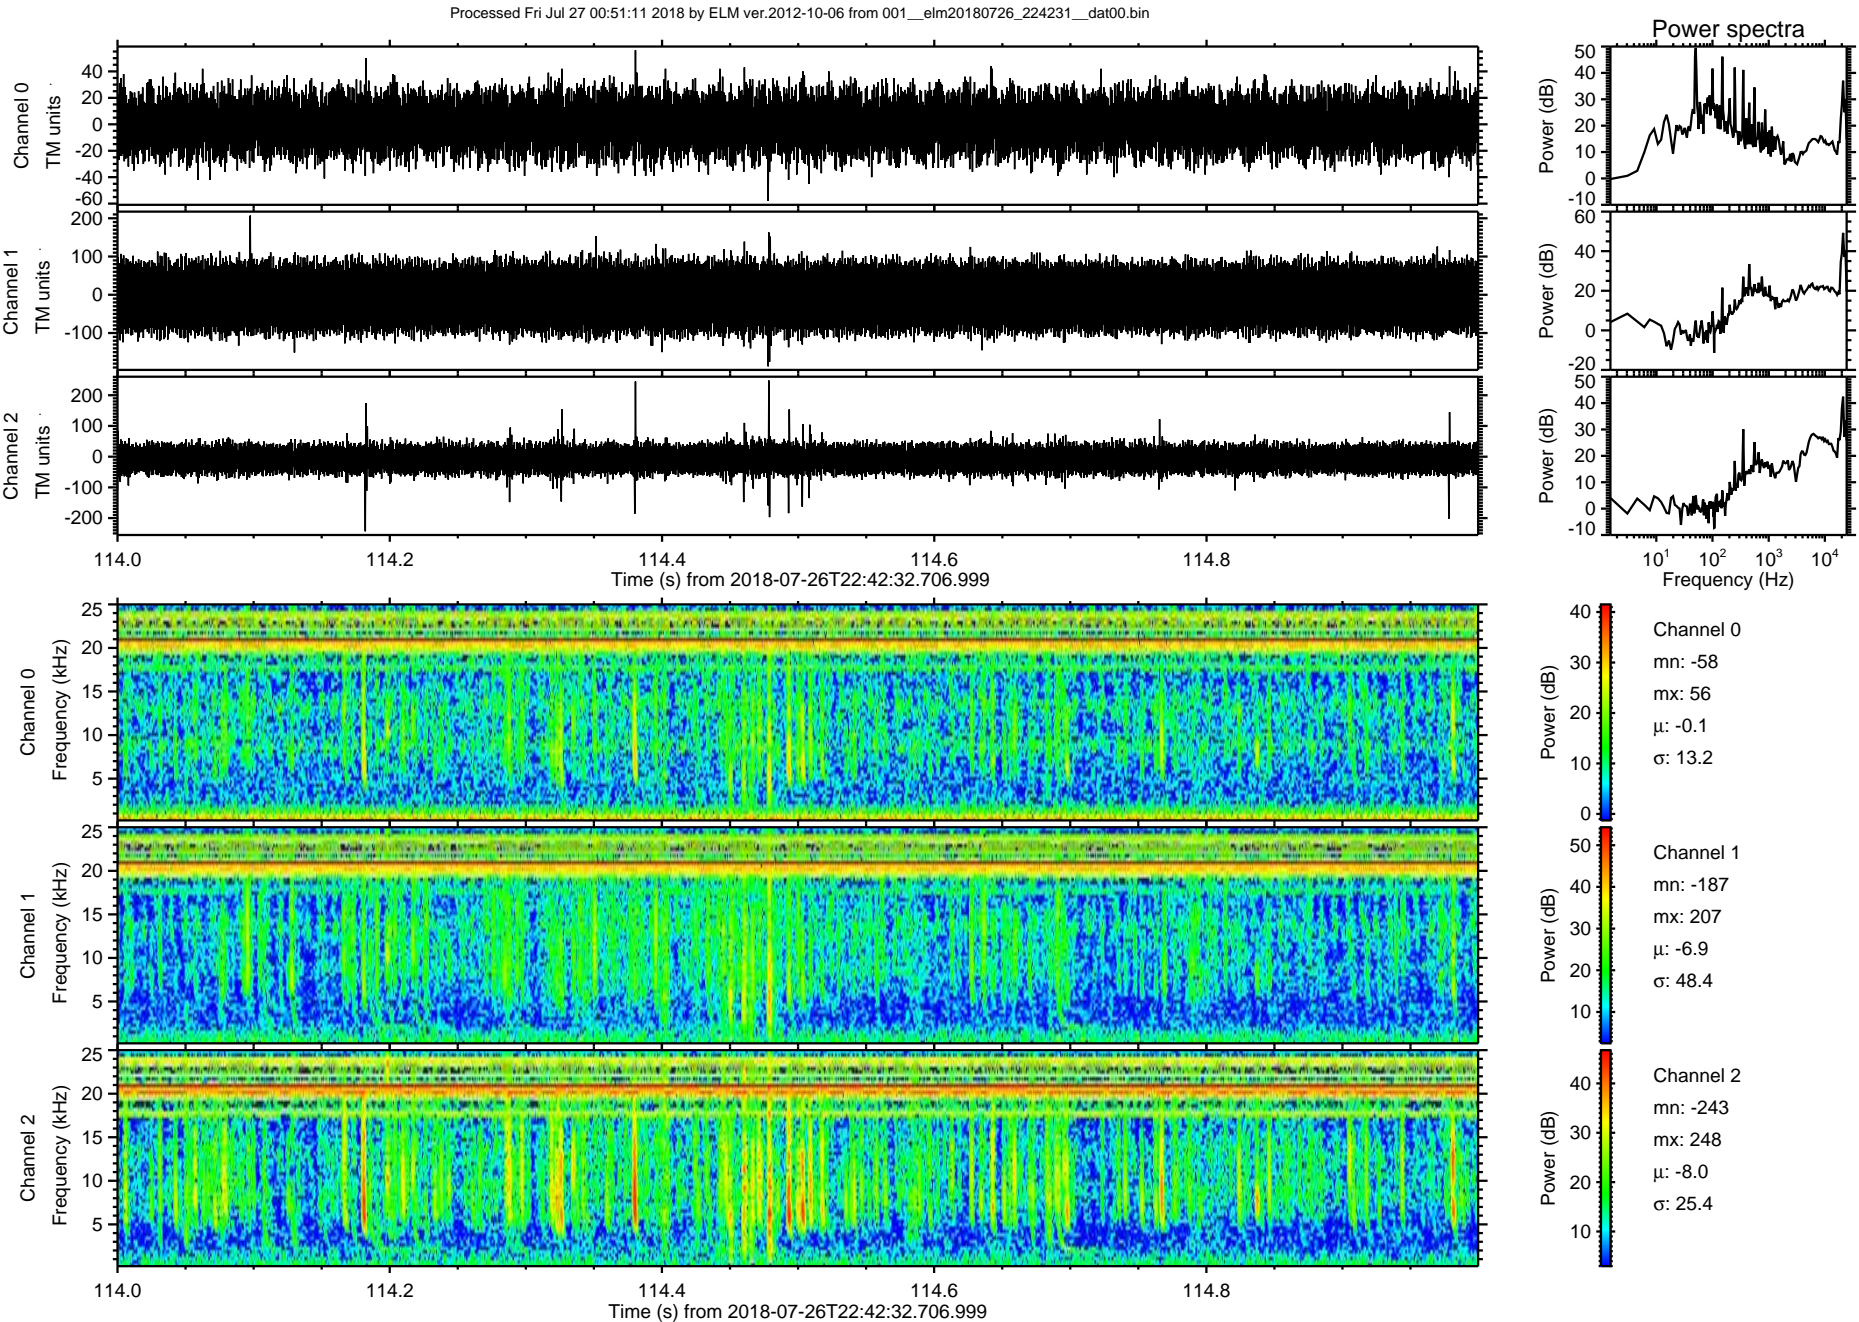 Processed Fri Jul 27 00:51:11 2018 by ELM ver.2012-10-06 from 001__elm20180726_224231__dat00.bin
Power spectra
Channel 0
TM units
40
20
0
-20
-40
-60
Power (dB)
50
40
30
20
10
0
-10
Channel 1
TM units
200
100
0
-100
Power (dB)
60
40
20
0
-20
Channel 2
TM units
200
100
0
-100
-200
Power (dB)
50
40
30
20
10
0
-10
114.0 114.2 114.4 114.6 114.8
Time (s) from 2018-07-26T22:42:32.706.999
10^1 10^2 10^3 10^4
Frequency (Hz)
Channel 0
Frequency (kHz)
25
20
15
10
5
Power (dB)
40
30
20
10
0
Channel 0
mn: -58
mx: 56
μ: -0.1
σ: 13.2
Channel 1
Frequency (kHz)
25
20
15
10
5
Power (dB)
50
40
30
20
10
Channel 1
mn: -187
mx: 207
μ: -6.9
σ: 48.4
Channel 2
Frequency (kHz)
25
20
15
10
5
Power (dB)
40
30
20
10
Channel 2
mn: -243
mx: 248
μ: -8.0
σ: 25.4
114.0 114.2 114.4 114.6 114.8
Time (s) from 2018-07-26T22:42:32.706.999